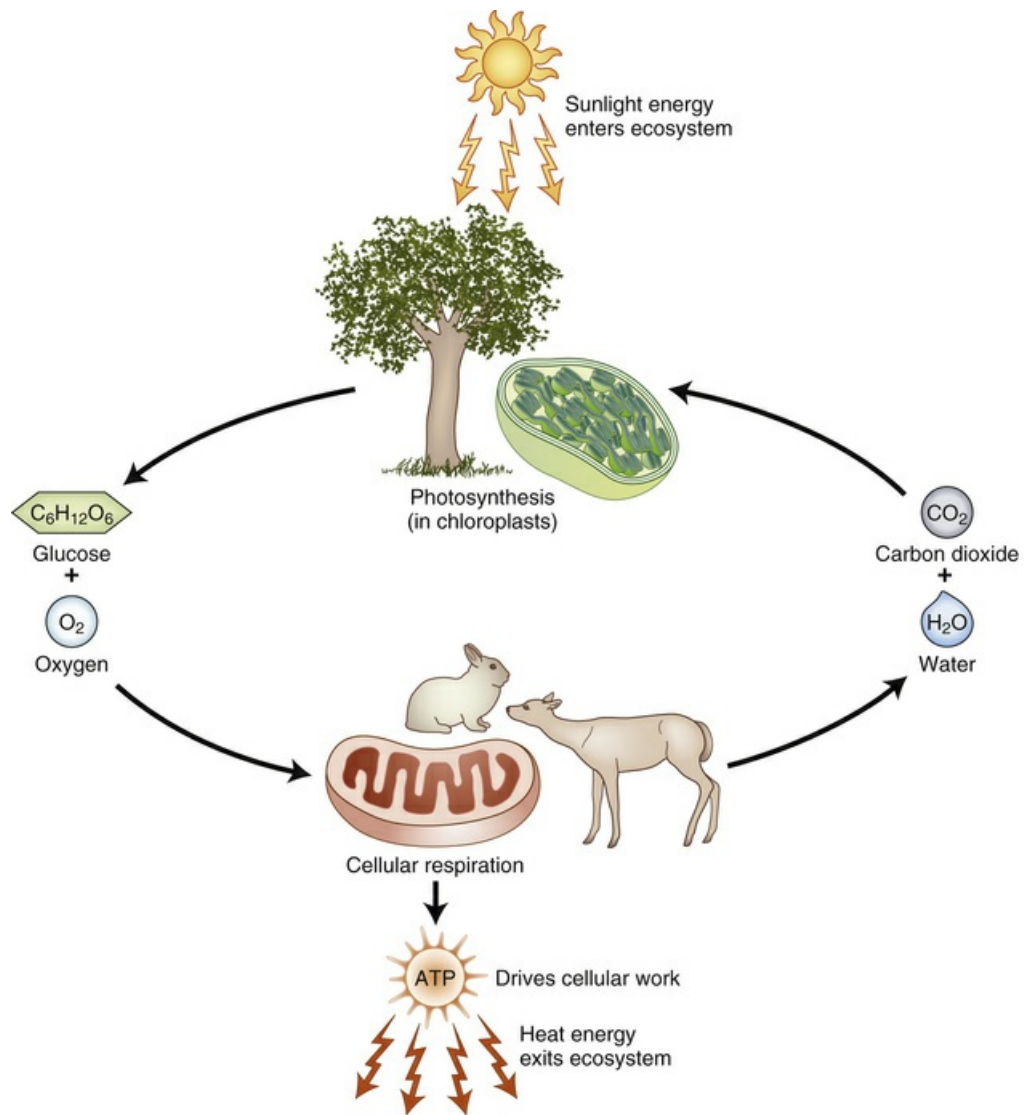 Sunlight energy
enters ecosystem
Photosynthesis
(in chloroplasts)
C₆H₁₂O₆
Glucose
+
O₂
Oxygen
CO₂
Carbon dioxide
+
H₂O
Water
Cellular respiration
ATP
Drives cellular work
Heat energy
exits ecosystem